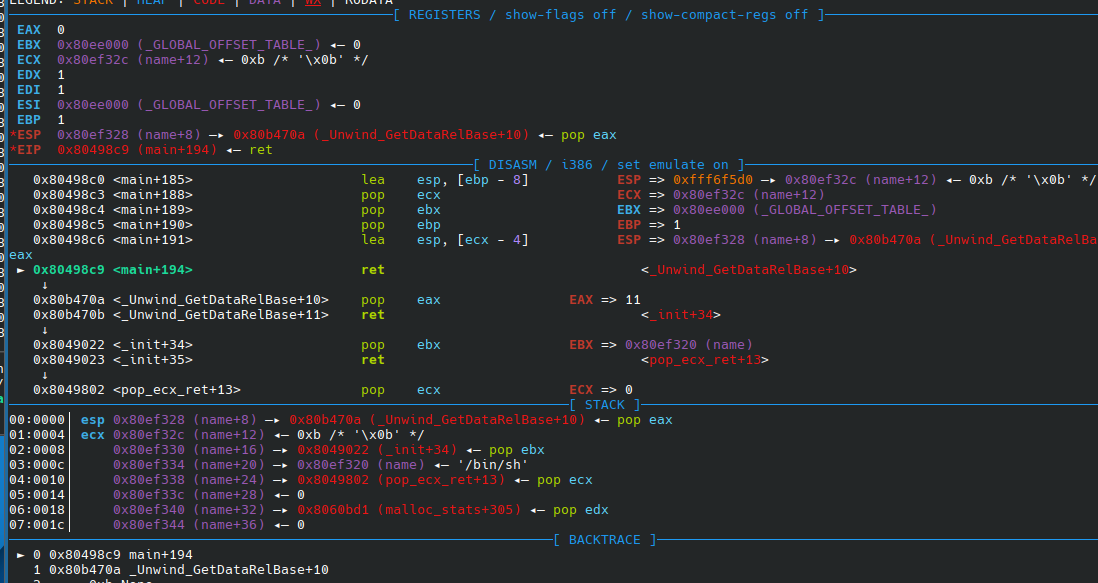 LEGEND: STACK | HEAP | CODE | DATA | WX | RODATA
[ REGISTERS / show-flags off / show-compact-regs off ]
EAX 0
EBX 0x80ee000 (_GLOBAL_OFFSET_TABLE_) ◂— 0
ECX 0x80ef32c (name+12) ◂— 0xb /* '\x0b' */
EDX 1
EDI 1
ESI 0x80ee000 (_GLOBAL_OFFSET_TABLE_) ◂— 0
EBP 1
*ESP 0x80ef328 (name+8) —▸ 0x80b470a (_Unwind_GetDataRelBase+10) ◂— pop eax
*EIP 0x80498c9 (main+194) ◂— ret
[ DISASM / i386 / set emulate on ]
0x80498c0 <main+185> lea esp, [ebp - 8] ESP => 0xfff6f5d0 —▸ 0x80ef32c (name+12) ◂— 0xb /* '\x0b' */
0x80498c3 <main+188> pop ecx ECX => 0x80ef32c (name+12)
0x80498c4 <main+189> pop ebx EBX => 0x80ee000 (_GLOBAL_OFFSET_TABLE_)
0x80498c5 <main+190> pop ebp EBP => 1
0x80498c6 <main+191> lea esp, [ecx - 4] ESP => 0x80ef328 (name+8) —▸ 0x80b470a (_Unwind_GetDataRelBa
eax
► 0x80498c9 <main+194> ret <_Unwind_GetDataRelBase+10>
↓
0x80b470a <_Unwind_GetDataRelBase+10> pop eax EAX => 11
0x80b470b <_Unwind_GetDataRelBase+11> ret <_init+34>
↓
0x8049022 <_init+34> pop ebx EBX => 0x80ef320 (name)
0x8049023 <_init+35> ret <pop_ecx_ret+13>
↓
0x8049802 <pop_ecx_ret+13> pop ecx ECX => 0
[ STACK ]
00:0000│ esp 0x80ef328 (name+8) —▸ 0x80b470a (_Unwind_GetDataRelBase+10) ◂— pop eax
01:0004│ ecx 0x80ef32c (name+12) ◂— 0xb /* '\x0b' */
02:0008│ 0x80ef330 (name+16) —▸ 0x8049022 (_init+34) ◂— pop ebx
03:000c│ 0x80ef334 (name+20) —▸ 0x80ef320 (name) ◂— '/bin/sh'
04:0010│ 0x80ef338 (name+24) —▸ 0x8049802 (pop_ecx_ret+13) ◂— pop ecx
05:0014│ 0x80ef33c (name+28) ◂— 0
06:0018│ 0x80ef340 (name+32) —▸ 0x8060bd1 (malloc_stats+305) ◂— pop edx
07:001c│ 0x80ef344 (name+36) ◂— 0
[ BACKTRACE ]
► 0 0x80498c9 main+194
1 0x80b470a _Unwind_GetDataRelBase+10
2 0xb None